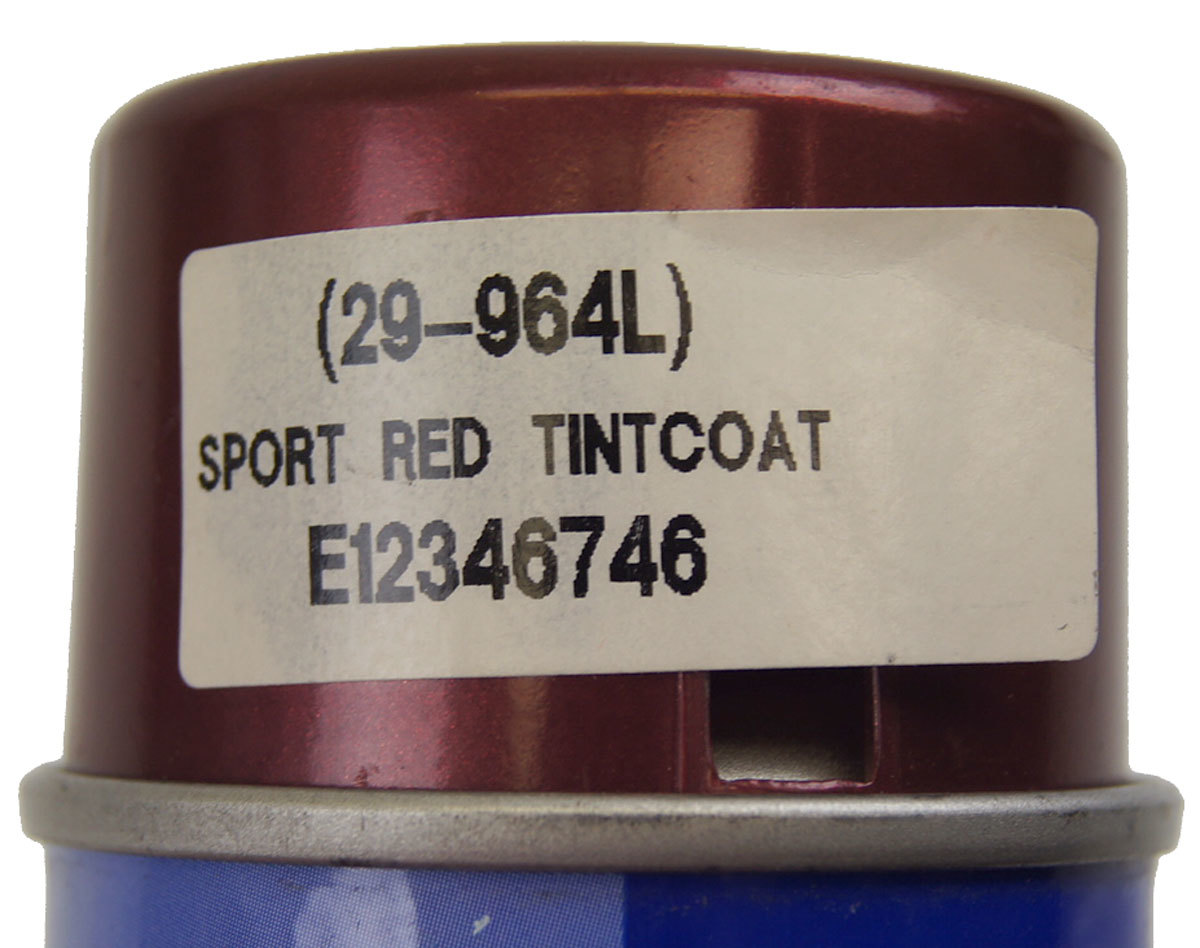 (29-964L)
SPORT RED TINTCOAT
E12346746